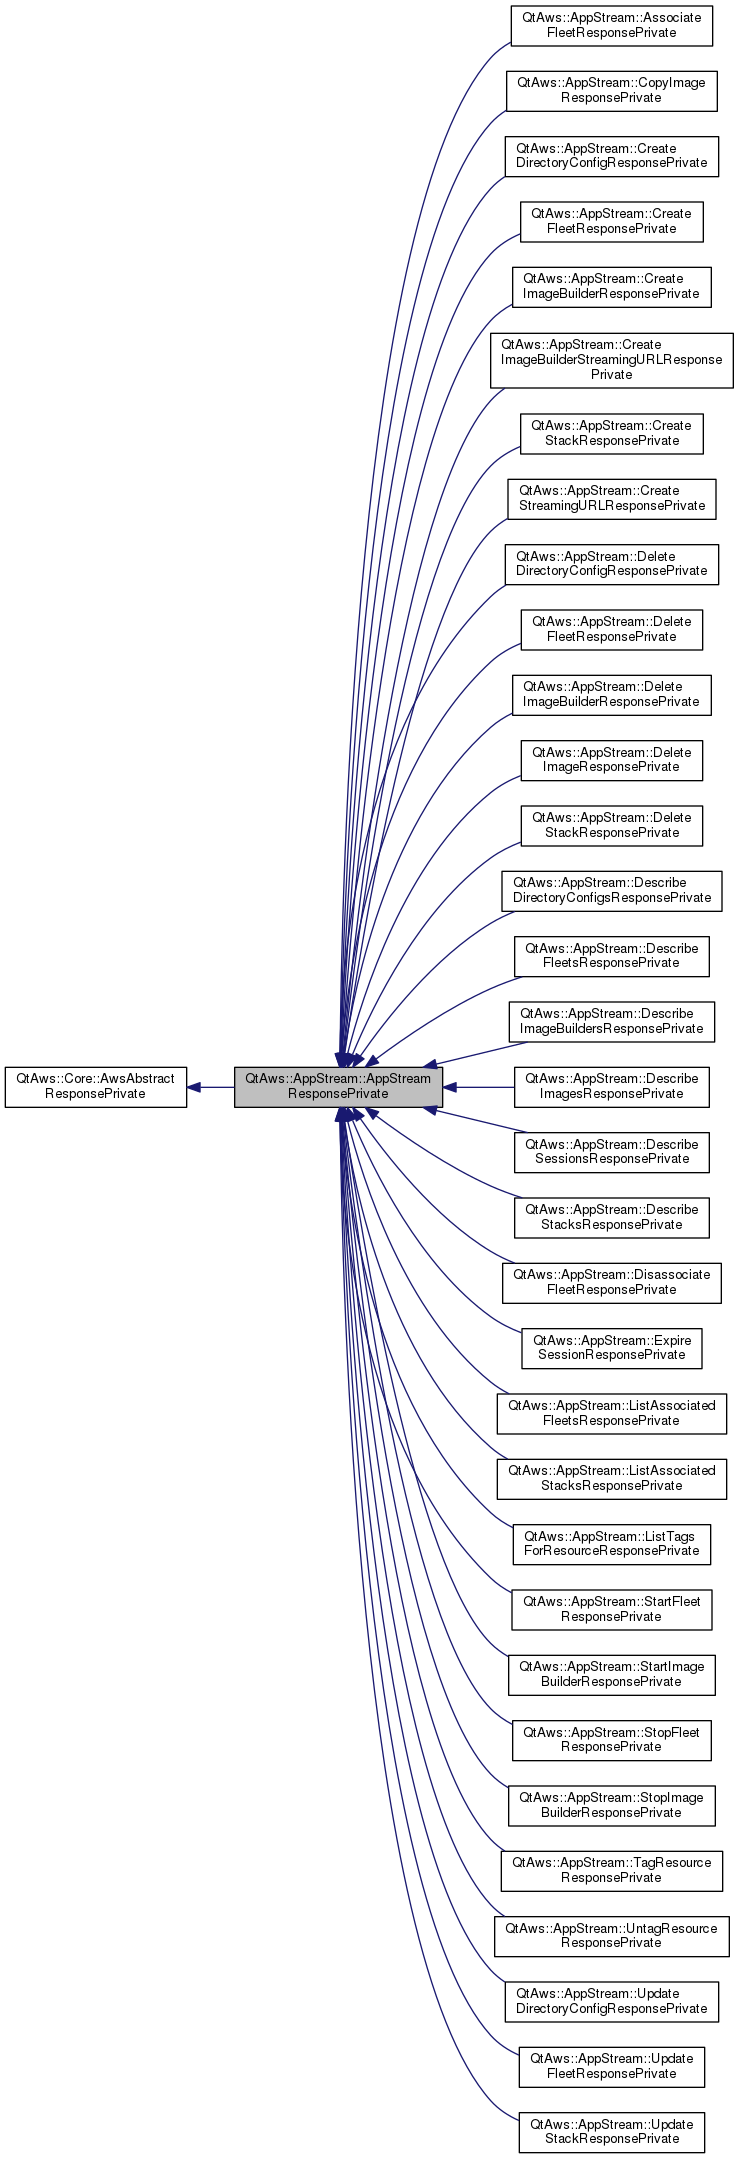 QtAws::AppStream::Associate
FleetResponsePrivate
QtAws::AppStream::CopyImage
ResponsePrivate
QtAws::AppStream::Create
DirectoryConfigResponsePrivate
QtAws::AppStream::Create
FleetResponsePrivate
QtAws::AppStream::Create
ImageBuilderResponsePrivate
QtAws::AppStream::Create
ImageBuilderStreamingURLResponse
Private
QtAws::AppStream::Create
StackResponsePrivate
QtAws::AppStream::Create
StreamingURLResponsePrivate
QtAws::AppStream::Delete
DirectoryConfigResponsePrivate
QtAws::AppStream::Delete
FleetResponsePrivate
QtAws::AppStream::Delete
ImageBuilderResponsePrivate
QtAws::AppStream::Delete
ImageResponsePrivate
QtAws::AppStream::Delete
StackResponsePrivate
QtAws::AppStream::Describe
DirectoryConfigsResponsePrivate
QtAws::AppStream::Describe
FleetsResponsePrivate
QtAws::AppStream::Describe
ImageBuildersResponsePrivate
QtAws::Core::AwsAbstract
ResponsePrivate
QtAws::AppStream::AppStream
ResponsePrivate
QtAws::AppStream::Describe
ImagesResponsePrivate
QtAws::AppStream::Describe
SessionsResponsePrivate
QtAws::AppStream::Describe
StacksResponsePrivate
QtAws::AppStream::Disassociate
FleetResponsePrivate
QtAws::AppStream::Expire
SessionResponsePrivate
QtAws::AppStream::ListAssociated
FleetsResponsePrivate
QtAws::AppStream::ListAssociated
StacksResponsePrivate
QtAws::AppStream::ListTags
ForResourceResponsePrivate
QtAws::AppStream::StartFleet
ResponsePrivate
QtAws::AppStream::StartImage
BuilderResponsePrivate
QtAws::AppStream::StopFleet
ResponsePrivate
QtAws::AppStream::StopImage
BuilderResponsePrivate
QtAws::AppStream::TagResource
ResponsePrivate
QtAws::AppStream::UntagResource
ResponsePrivate
QtAws::AppStream::Update
DirectoryConfigResponsePrivate
QtAws::AppStream::Update
FleetResponsePrivate
QtAws::AppStream::Update
StackResponsePrivate